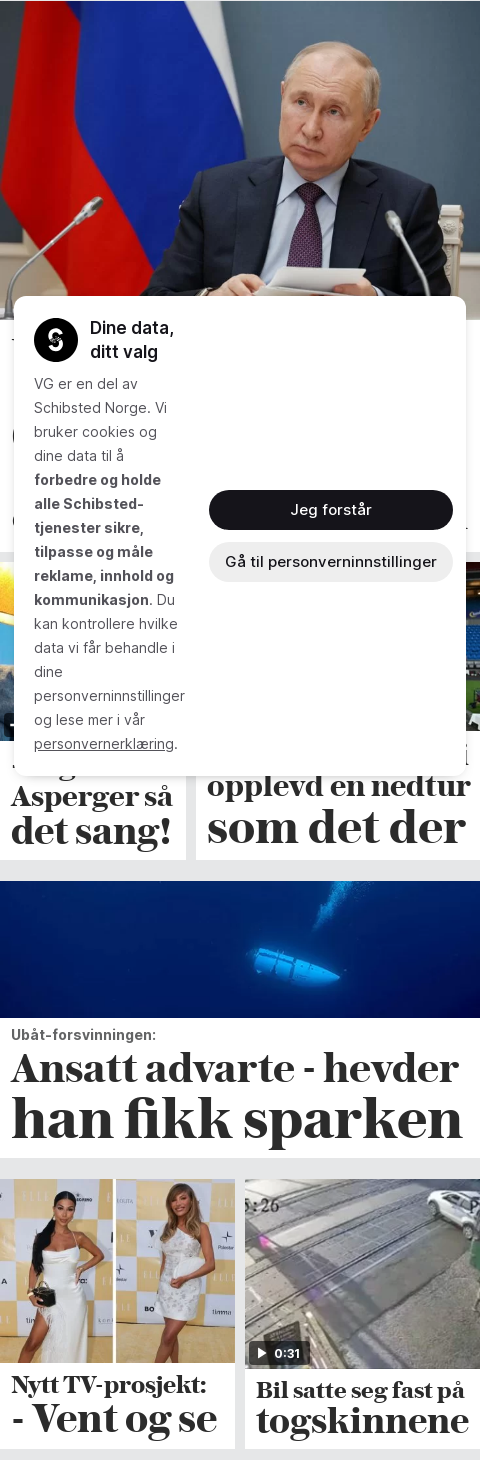 Dine data,
ditt valg
VG er en del av
Schibsted Norge. Vi
bruker cookies og
dine data til å
forbedre og holde
alle Schibsted-
tjenester sikre,
tilpasse og måle
reklame, innhold og
kommunikasjon. Du
kan kontrollere hvilke
data vi får behandle i
dine
personverninnstillinger
og lese mer i vår
personvernerklæring.
Jeg forstår
Gå til personverninnstillinger
Asperger så
det sang!
opplevd en nedtur
som det der
Ubåt-forsvinningen:
Ansatt advarte - hevder
han fikk sparken
Nytt TV-prosjekt:
- Vent og se
5:26
0:31
Bil satte seg fast på
togskinnene